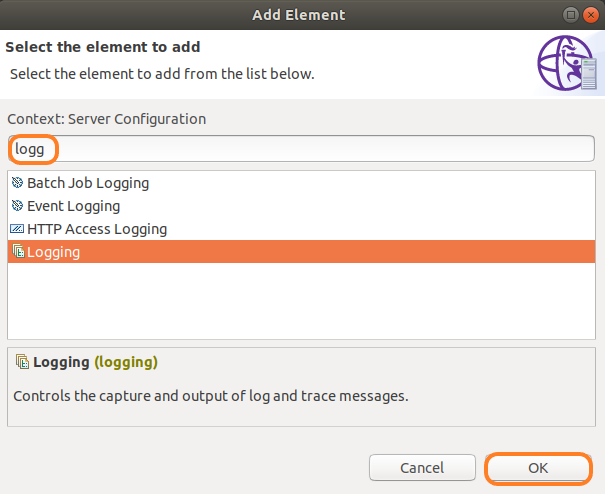 Add Element
Select the element to add
Select the element to add from the list below.
Context: Server Configuration
logg
Batch Job Logging
Event Logging
HTTP Access Logging
Logging
Logging (logging)
Controls the capture and output of log and trace messages.
Cancel OK